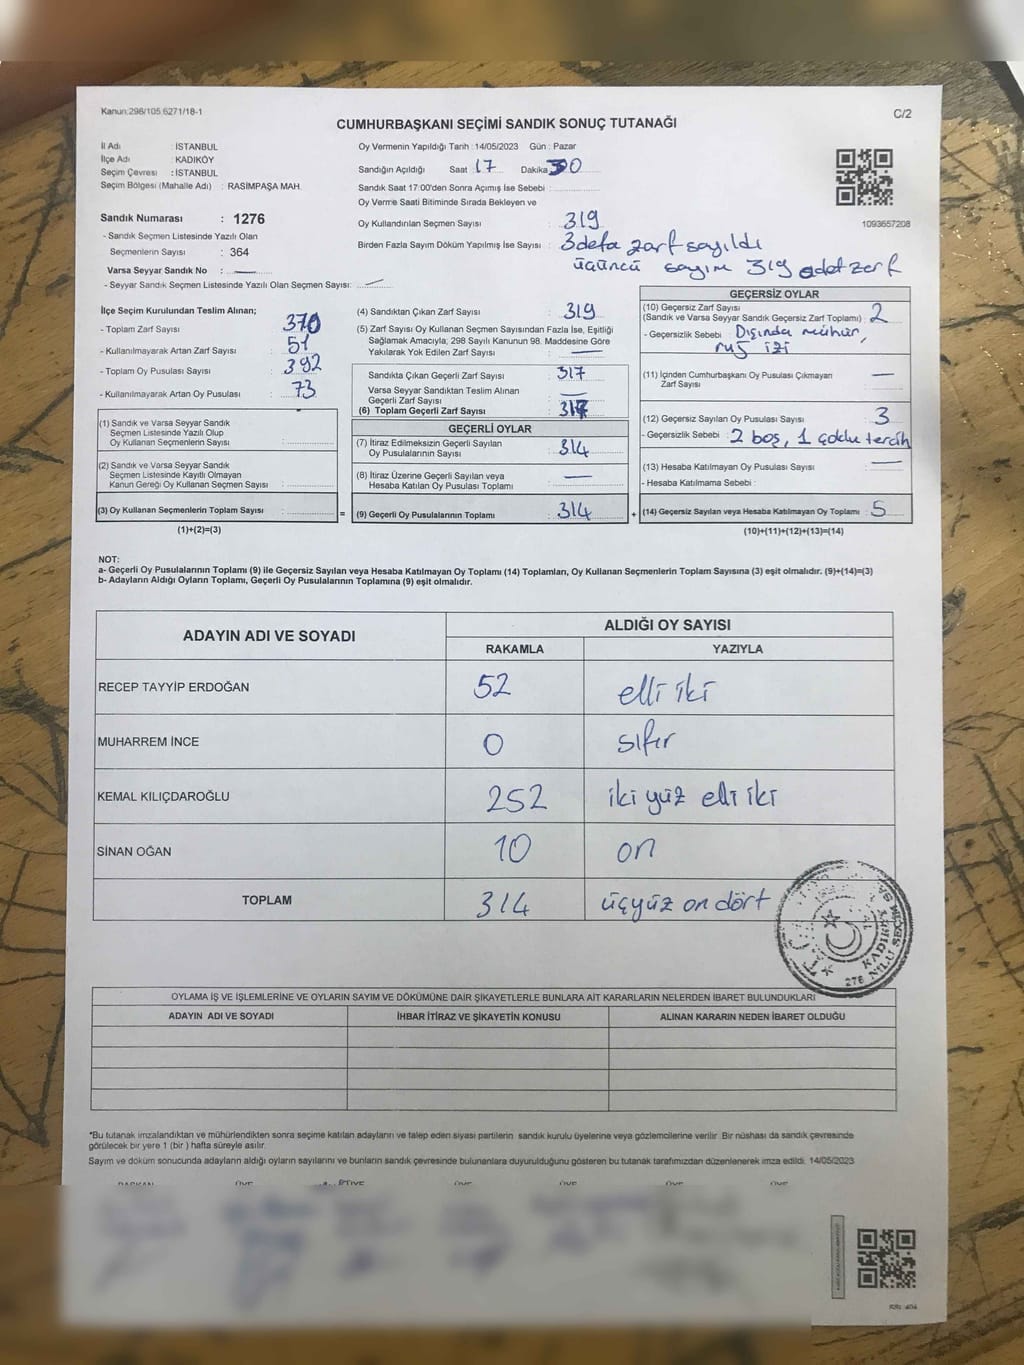 Kanun:298/105 6271/18-1
C/2
CUMHURBAŞKANI SEÇİMİ SANDIK SONUÇ TUTANAĞI
İl Adı : İSTANBUL
İlçe Adı : KADIKÖY
Seçim Çevresi : İSTANBUL
Seçim Bölgesi (Mahalle Adı) : RASİMPAŞA MAH.
Sandık Numarası : 1276
- Sandık Seçmen Listesinde Yazılı Olan
Seçmenlerin Sayısı : 364
Varsa Seyyar Sandık No :
- Seyyar Sandık Seçmen Listesinde Yazılı Olan Seçmen Sayısı:
Oy Vermenin Yapıldığı Tarih : 14/05/2023 Gün : Pazar
Sandığın Açıldığı Saat : 17 Dakika 30
Sandık Saat 17:00'den Sonra Açımış İse Sebebi :
Oy Verme Saati Bitiminde Sırada Bekleyen ve
Oy Kullandırılan Seçmen Sayısı : 319
Birden Fazla Sayım Döküm Yapılmış İse Sayısı : 3 defa zarf sayıldı
üçüncü sayım 319 adet zarf
1093657208
İlçe Seçim Kurulundan Teslim Alınan;
- Toplam Zarf Sayısı : 370
- Kullanılmayarak Artan Zarf Sayısı : 51
- Toplam Oy Pusulası Sayısı : 392
- Kullanılmayarak Artan Oy Pusulası : 73
(1) Sandık ve Varsa Seyyar Sandık
Seçmen Listesinde Yazılı Olup
Oy Kullanan Seçmenlerin Sayısı :
(2) Sandık ve Varsa Seyyar Sandık
Seçmen Listesinde Kayıtlı Olmayan
Kanun Gereği Oy Kullanan Seçmen Sayısı :
(3) Oy Kullanan Seçmenlerin Toplam Sayısı : =
(1)+(2)=(3)
(4) Sandıktan Çıkan Zarf Sayısı : 319
(5) Zarf Sayısı Oy Kullanan Seçmen Sayısından Fazla İse, Eşitliği
Sağlamak Amacıyla; 298 Sayılı Kanunun 98. Maddesine Göre
Yakılarak Yok Edilen Zarf Sayısı :
Sandıkta Çıkan Geçerli Zarf Sayısı : 317
Varsa Seyyar Sandıktan Teslim Alınan
Geçerli Zarf Sayısı :
(6) Toplam Geçerli Zarf Sayısı : 317
GEÇERLİ OYLAR
(7) İtiraz Edilmeksizin Geçerli Sayılan
Oy Pusulalarının Sayısı : 314
(8) İtiraz Üzerine Geçerli Sayılan veya
Hesaba Katılan Oy Pusulası Toplamı :
(9) Geçerli Oy Pusulalarının Toplamı : 314 +
GEÇERSİZ OYLAR
(10) Geçersiz Zarf Sayısı
(Sandık ve Varsa Seyyar Sandık Geçersiz Zarf Toplamı) : 2
- Geçersizlik Sebebi : Dışında mühür,
ruj izi
(11) İçinden Cumhurbaşkanı Oy Pusulası Çıkmayan
Zarf Sayısı :
(12) Geçersiz Sayılan Oy Pusulası Sayısı : 3
- Geçersizlik Sebebi : 2 boş, 1 çoklu tercih
(13) Hesaba Katılmayan Oy Pusulası Sayısı :
- Hesaba Katılmama Sebebi :
(14) Geçersiz Sayılan veya Hesaba Katılmayan Oy Toplamı : 5
(10)+(11)+(12)+(13)=(14)
NOT:
a- Geçerli Oy Pusulalarının Toplamı (9) ile Geçersiz Sayılan veya Hesaba Katılmayan Oy Toplamı (14) Toplamları, Oy Kullanan Seçmenlerin Toplam Sayısına (3) eşit olmalıdır. (9)+(14)=(3)
b- Adayların Aldığı Oyların Toplamı, Geçerli Oy Pusulalarının Toplamına (9) eşit olmalıdır.
ADAYIN ADI VE SOYADI
ALDIĞI OY SAYISI
RAKAMLA YAZIYLA
RECEP TAYYİP ERDOĞAN 52 elli iki
MUHARREM İNCE 0 sıfır
KEMAL KILIÇDAROĞLU 252 iki yüz elli iki
SİNAN OĞAN 10 on
TOPLAM 314 üçyüz on dört
OYLAMA İŞ VE İŞLEMLERİNE VE OYLARIN SAYIM VE DÖKÜMÜNE DAİR ŞİKAYETLERLE BUNLARA AİT KARARLARIN NELERDEN İBARET BULUNDUKLARI
ADAYIN ADI VE SOYADI İHBAR İTİRAZ VE ŞİKAYETİN KONUSU ALINAN KARARIN NEDEN İBARET OLDUĞU
*Bu tutanak imzalandıktan ve mühürlendikten sonra seçime katılan adayların ve talep eden siyasi partilerin sandık kurulu üyelerine veya gözlemcilerine verilir .Bir nüshası da sandık çevresinde
görülecek bir yere 1 (bir ) hafta süreyle asılır.
Sayım ve döküm sonucunda adayların aldığı oyların sayılarını ve bunların sandık çevresinde bulunanlara duyurulduğunu gösteren bu tutanak tarafımızdan düzenlenerek imza edildi. 14/05/2023